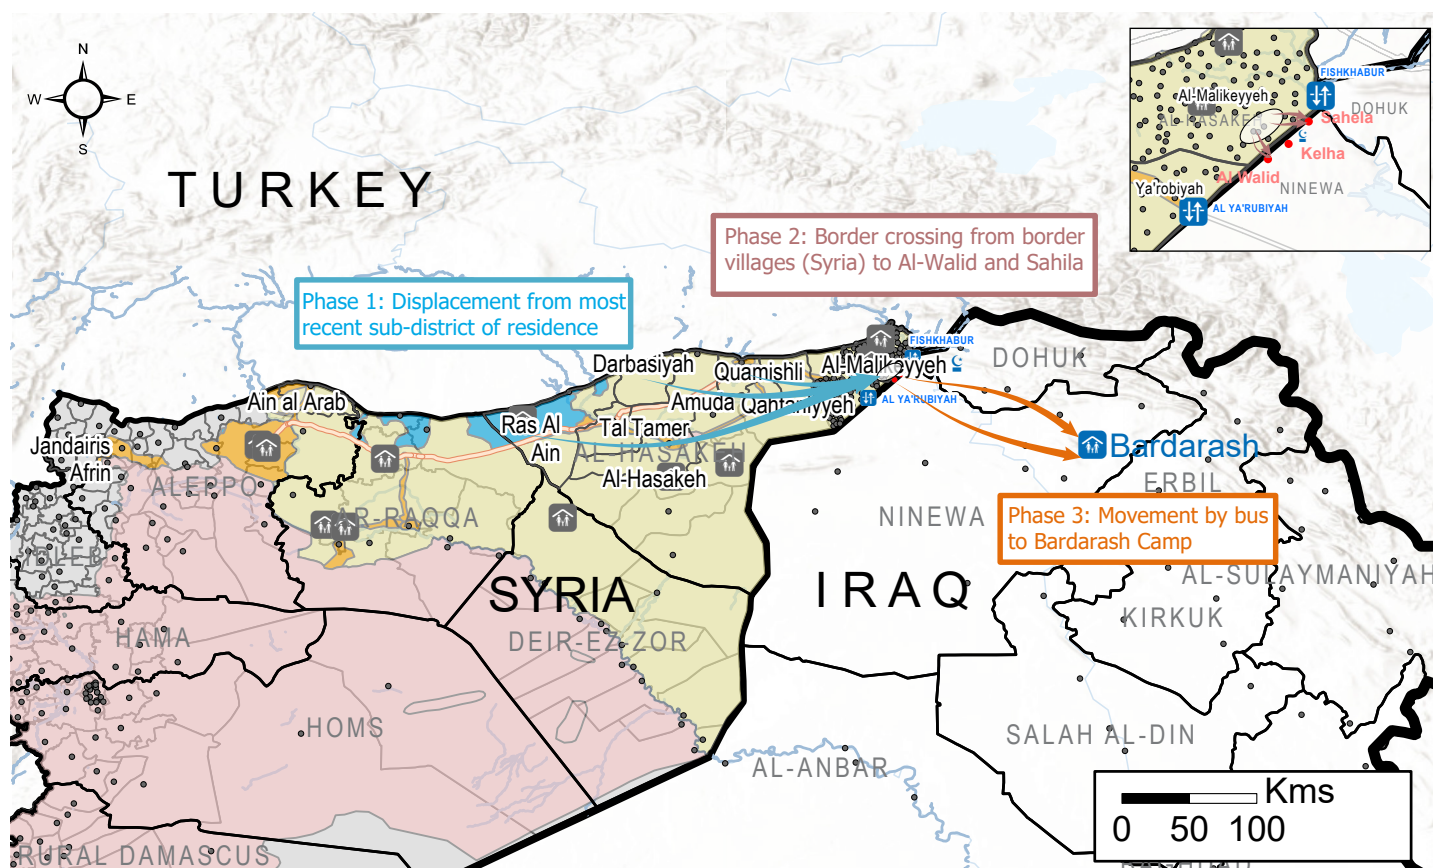 N
W
E
S
TURKEY
Phase 1: Displacement from most
recent sub-district of residence
Phase 2: Border crossing from border
villages (Syria) to Al-Walid and Sahila
FISHKHABUR
Al-Malikeyyeh
DOHUK
AL-HASAKEH
Sahela
Kelha
Al Walid
NINEWA
Ya'robiyah
AL YA'RUBIYAH
FISHKHABUR
DOHUK
Darbasiyah
Quamishli
Al-Malikeyyeh
Ain al Arab
Amuda
Qahtaniyyeh
AL YA'RUBIYAH
Ras Al
Ain
Tal Tamer
Jandairis
Afrin
AL HASAKEH
Al-Hasakeh
Bardarash
ALEPPO
ERBIL
AR-RAQQA
NINEWA
Phase 3: Movement by bus
to Bardarash Camp
SYRIA
IRAQ
AL-SULAYMANIYAH
KIRKUK
HAMA
DEIR-EZ-ZOR
HOMS
SALAH AL-DIN
AL-ANBAR
Kms
0 50 100
RURAL DAMASCUS